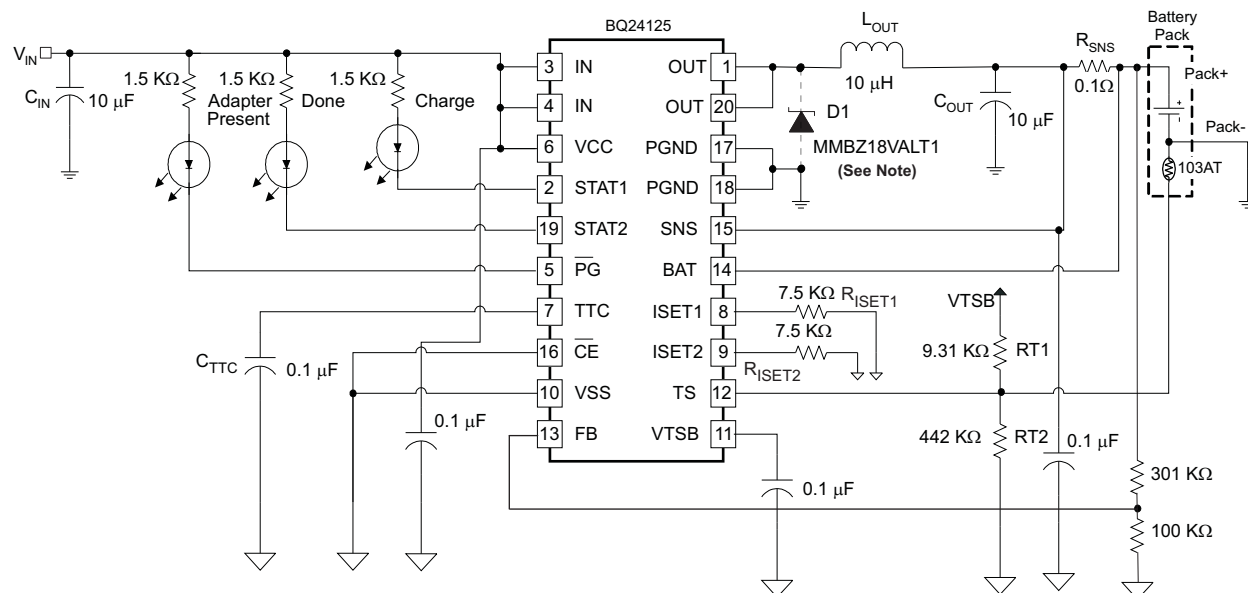 BQ24125
V_IN
C_IN
10 μF
1.5 KΩ
Adapter
Present
1.5 KΩ
Done
1.5 KΩ
Charge
3 IN
4 IN
6 VCC
2 STAT1
19 STAT2
5 P̅G̅
7 TTC
16 C̅E̅
10 VSS
13 FB
OUT 1
OUT 20
PGND 17
PGND 18
SNS 15
BAT 14
ISET1 8
ISET2 9
TS 12
VTSB 11
C_TTC
0.1 μF
0.1 μF
L_OUT
10 μH
D1
MMBZ18VALT1
(See Note)
C_OUT
10 μF
R_SNS
0.1Ω
Battery
Pack
Pack+
+
Pack-
103AT
7.5 KΩ
R_ISET1
7.5 KΩ
R_ISET2
VTSB
9.31 KΩ
RT1
442 KΩ
RT2
0.1 μF
0.1 μF
301 KΩ
100 KΩ